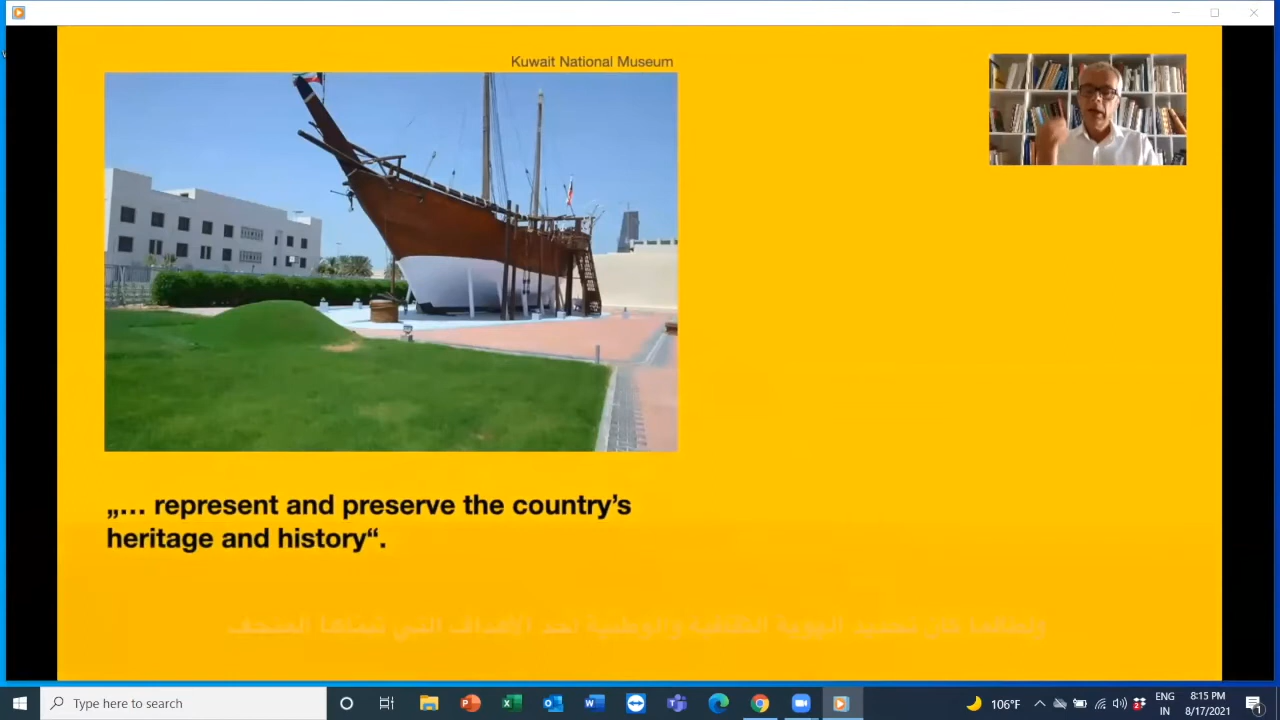 Kuwait National Museum
„… represent and preserve the country’s
heritage and history“.
Type here to search
106°F
ENG
IN
8:15 PM
8/17/2021